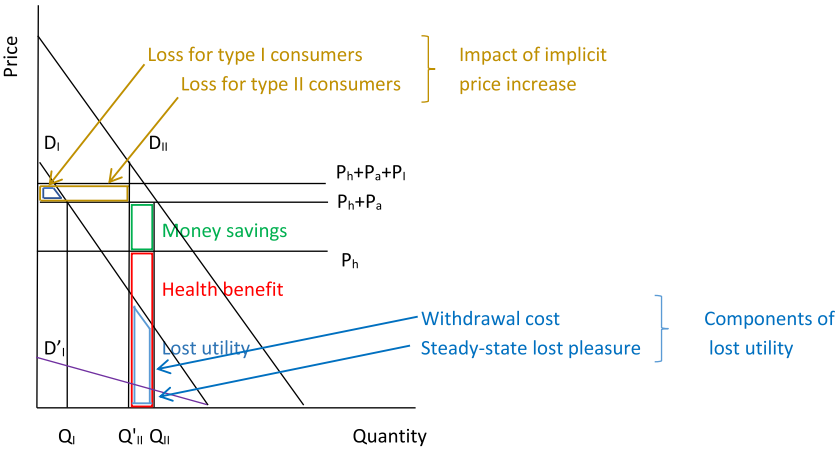 Price
Loss for type I consumers
Loss for type II consumers
Impact of implicit
price increase
DI
DII
Ph+Pa+PI
Ph+Pa
Money savings
Ph
Health benefit
Withdrawal cost
Components of
D'I
Lost utility
Steady-state lost pleasure
lost utility
QI
Q'II
QII
Quantity